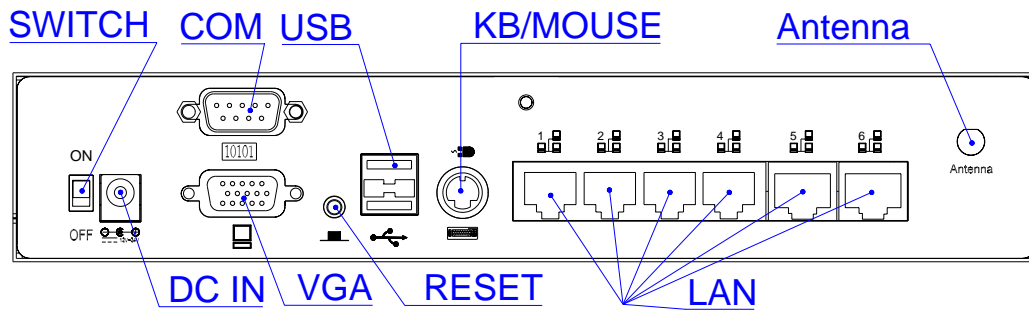 SWITCH COM USB KB/MOUSE Antenna
1 2 3 4 5 6
ON
10101
Antenna
OFF
DC IN VGA RESET LAN